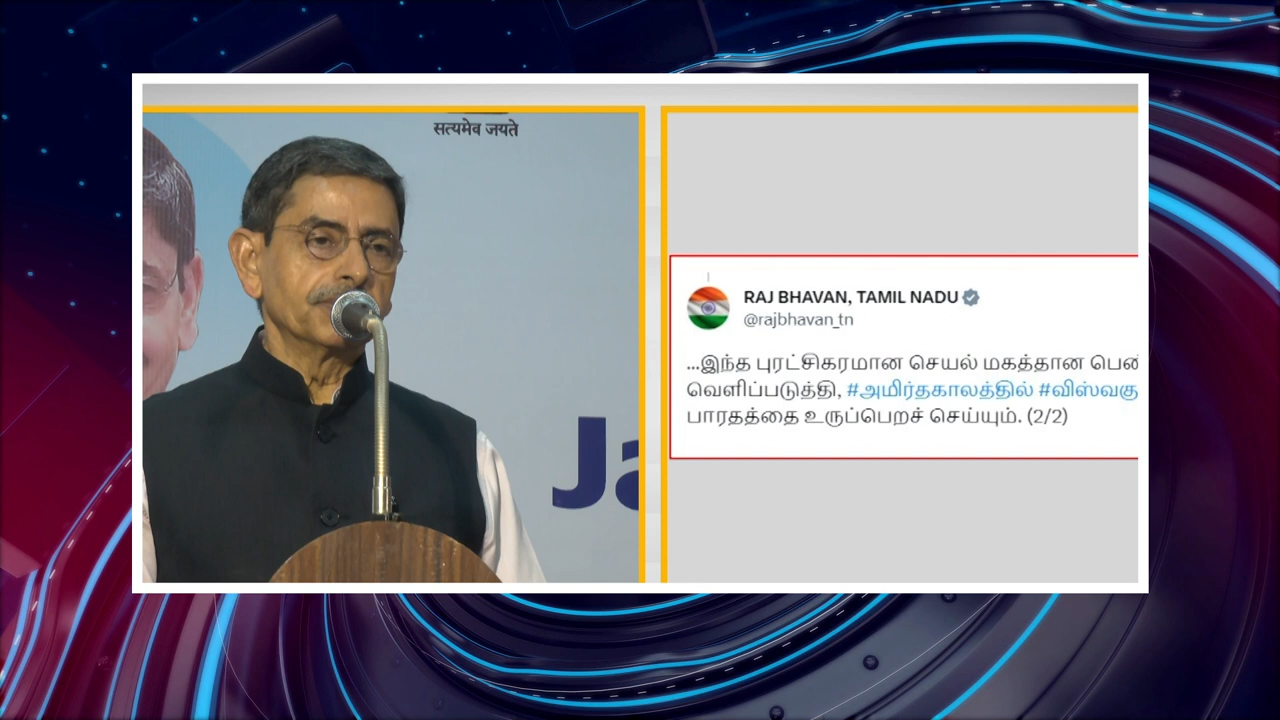 सत्यमेव जयते
Ja
RAJ BHAVAN, TAMIL NADU
@rajbhavan_tn
...இந்த புரட்சிகரமான செயல் மகத்தான
வெளிப்படுத்தி, #அமிர்தகாலத்தில்
பாரதத்தை உருப்பெறச் செய்யும். (2/2)